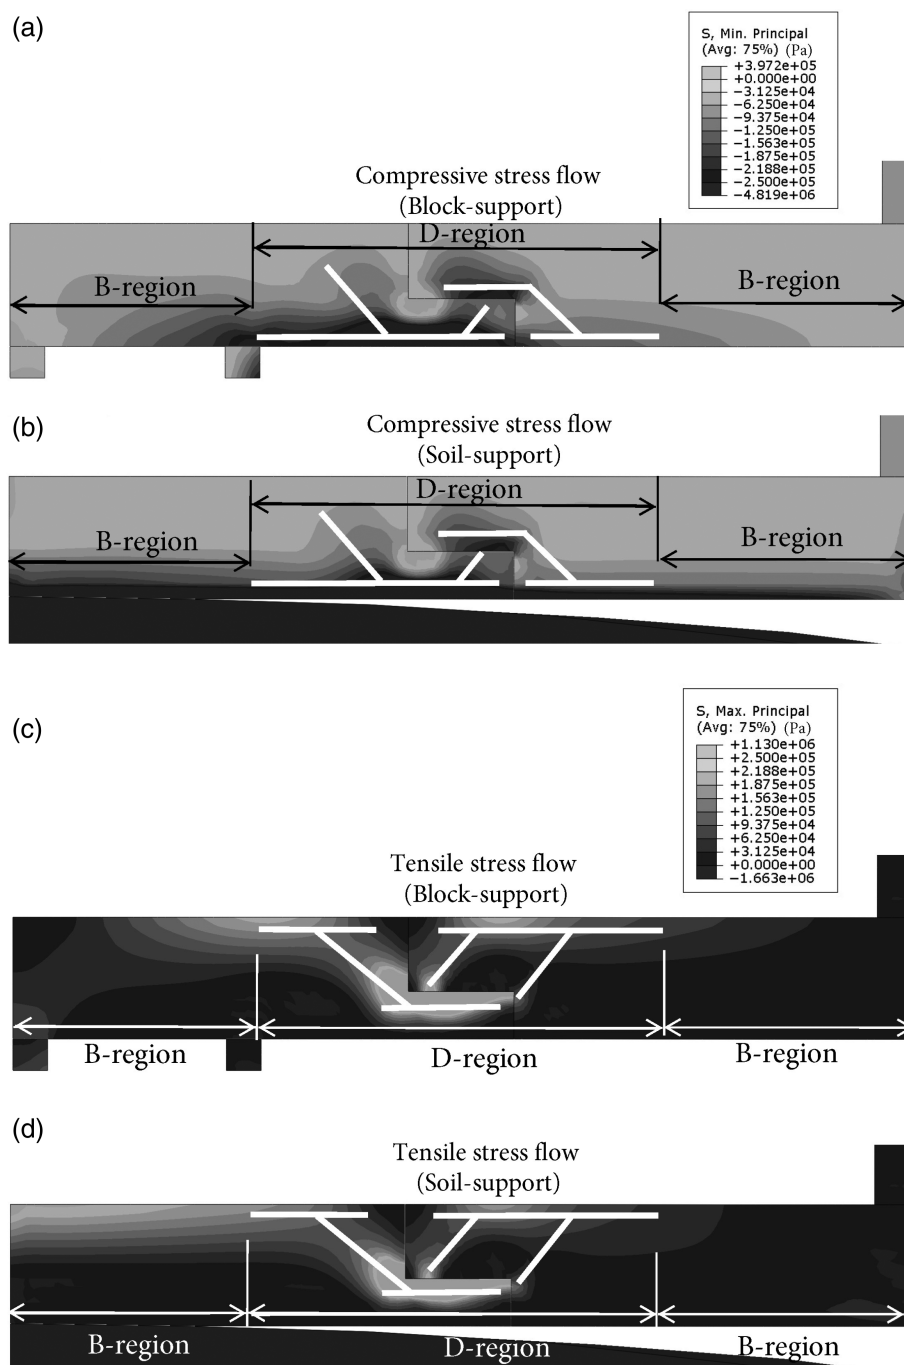 (a)
S, Min. Principal
(Avg: 75%) (Pa)
+3.972e+05
+0.000e+00
−3.125e+04
−6.250e+04
−9.375e+04
−1.250e+05
−1.563e+05
−1.875e+05
−2.188e+05
−2.500e+05
−4.819e+06
Compressive stress flow
(Block-support)
D-region
B-region
B-region
(b)
Compressive stress flow
(Soil-support)
D-region
B-region
B-region
(c)
S, Max. Principal
(Avg: 75%) (Pa)
+1.130e+06
+2.500e+05
+2.188e+05
+1.875e+05
+1.563e+05
+1.250e+05
+9.375e+04
+6.250e+04
+3.125e+04
+0.000e+00
−1.663e+06
Tensile stress flow
(Block-support)
B-region
D-region
B-region
(d)
Tensile stress flow
(Soil-support)
B-region
D-region
B-region